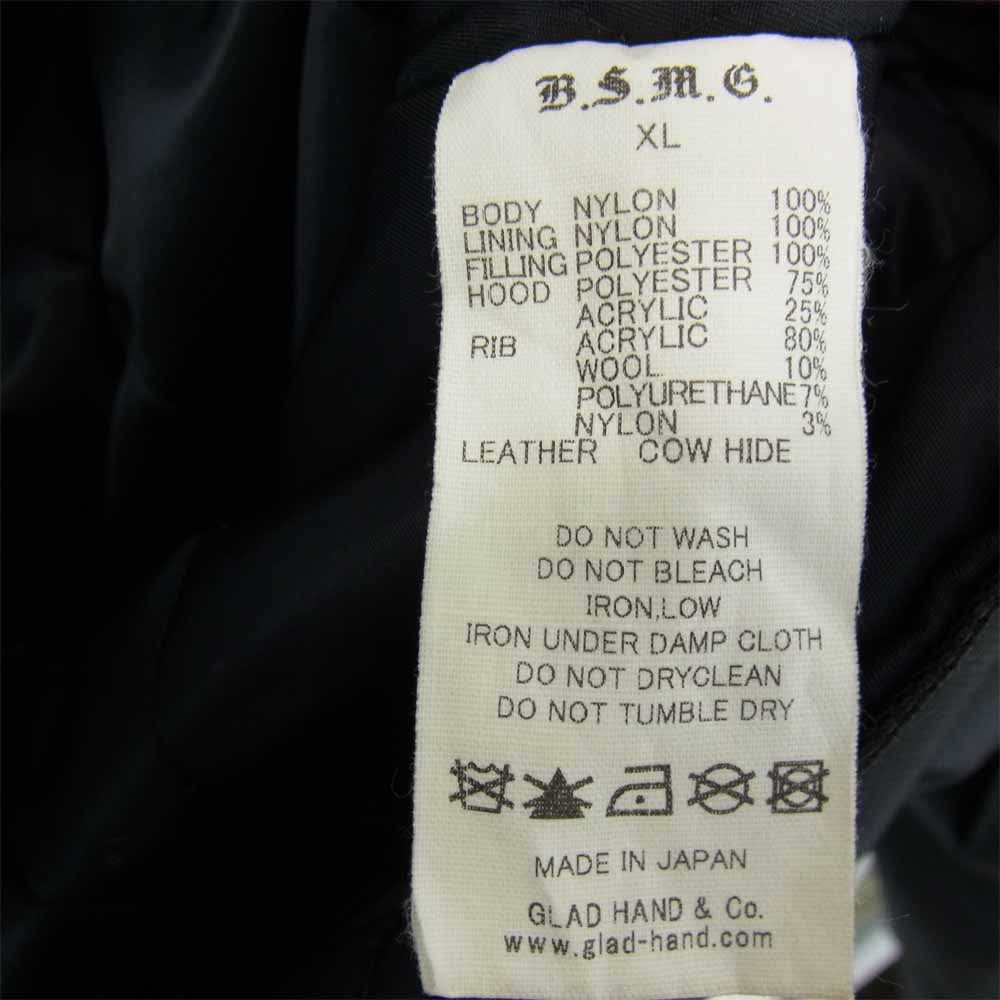 B.S.M.G.
XL
BODY NYLON 100%
LINING NYLON 100%
FILLING POLYESTER 100%
HOOD POLYESTER 75%
ACRYLIC 25%
RIB ACRYLIC 80%
WOOL 10%
POLYURETHANE 7%
NYLON 3%
LEATHER COW HIDE
DO NOT WASH
DO NOT BLEACH
IRON,LOW
IRON UNDER DAMP CLOTH
DO NOT DRYCLEAN
DO NOT TUMBLE DRY
MADE IN JAPAN
GLAD HAND & Co.
www.glad-hand.com